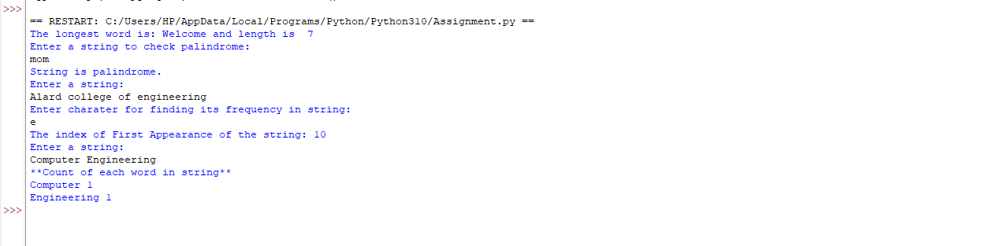 >>>
== RESTART: C:/Users/HP/AppData/Local/Programs/Python/Python310/Assignment.py ==
The longest word is: Welcome and length is  7
Enter a string to check palindrome:
mom
String is palindrome.
Enter a string:
Alard college of engineering
Enter charater for finding its frequency in string:
e
The index of First Appearance of the string: 10
Enter a string:
Computer Engineering
**Count of each word in string**
Computer 1
Engineering 1
>>>